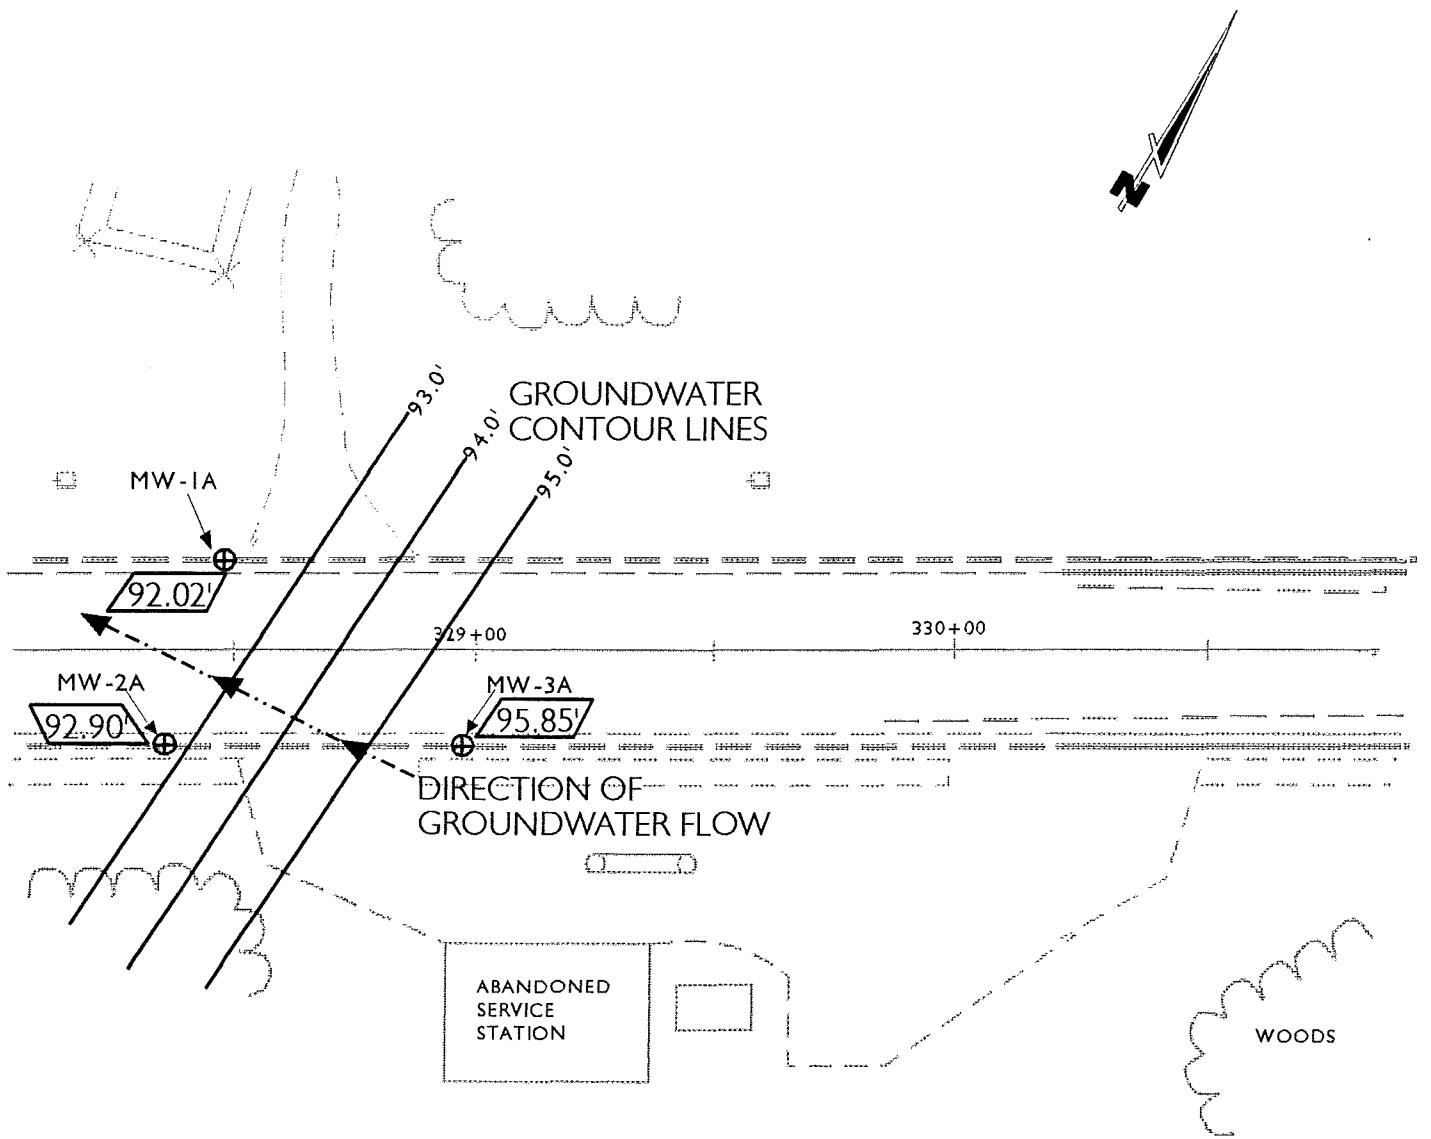 N
93.0'
94.0'
95.0'
GROUNDWATER
CONTOUR LINES
MW-1A
92.02'
329+00
330+00
MW-2A
92.90'
MW-3A
95.85'
DIRECTION OF
GROUNDWATER FLOW
ABANDONED
SERVICE
STATION
WOODS